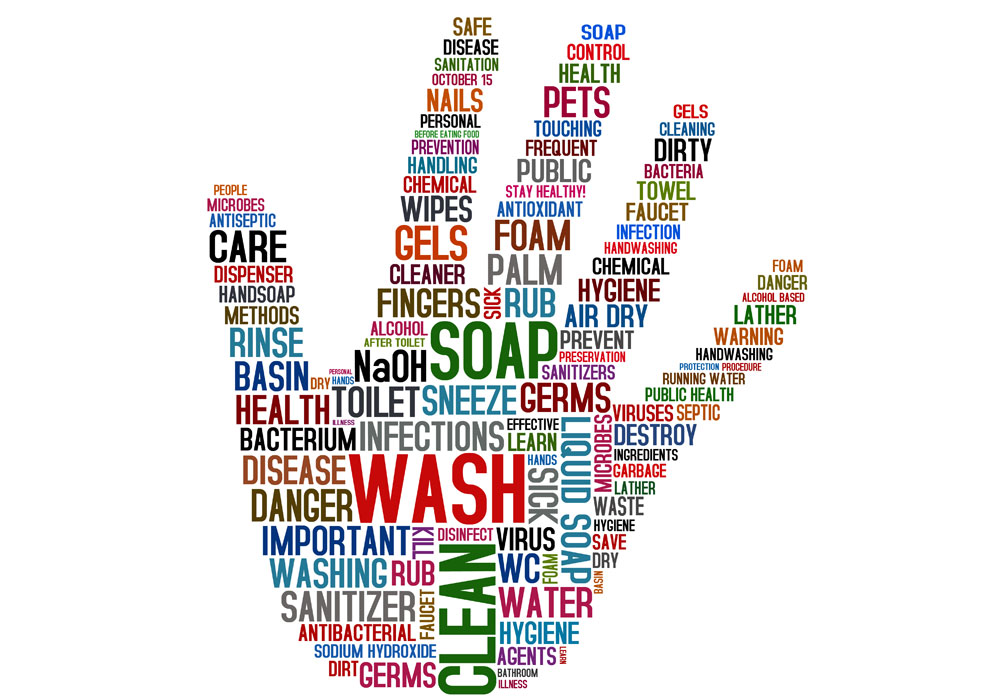 SAFE
DISEASE
SANITATION
OCTOBER 15
NAILS
PERSONAL
BEFORE EATING FOOD
PREVENTION
HANDLING
CHEMICAL
WIPES
GELS
CLEANER
FINGERS
SICK
ALCOHOL
AFTER TOILET
SOAP
CONTROL
HEALTH
PETS
TOUCHING
FREQUENT
PUBLIC
STAY HEALTHY!
ANTIOXIDANT
FOAM
PALM
RUB
GELS
CLEANING
DIRTY
BACTERIA
TOWEL
FAUCET
INFECTION
HANDWASHING
CHEMICAL
HYGIENE
AIR DRY
PREVENT
PRESERVATION
SANITIZERS
FOAM
DANGER
ALCOHOL BASED
LATHER
WARNING
HANDWASHING
PROTECTION PROCEDURE
RUNNING WATER
PUBLIC HEALTH
VIRUSES SEPTIC
DESTROY
INGREDIENTS
GARBAGE
LATHER
WASTE
HYGIENE
SAVE
DRY
BASIN
PEOPLE
MICROBES
ANTISEPTIC
CARE
DISPENSER
HANDSOAP
METHODS
RINSE
BASIN
DRY
PERSONAL
HANDS
NaOH
SOAP
HEALTH
TOILET
SNEEZE
GERMS
ILLNESS
BACTERIUM
INFECTIONS
EFFECTIVE
LEARN
HANDS
LIQUID SOAP
MICROBES
DISEASE
WASH
SICK
DANGER
IMPORTANT
KILL
DISINFECT
VIRUS
WASHING
RUB
CLEAN
WC
FOAM
SANITIZER
FAUCET
WATER
ANTIBACTERIAL
HYGIENE
SODIUM HYDROXIDE
AGENTS
LEARN
DIRT
GERMS
BATHROOM
ILLNESS